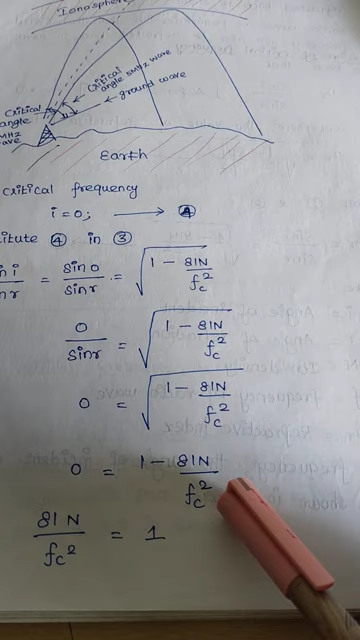 Ionosphere
Critical
angle 5MHz wave
ground wave
Critical
angle
MHz
wave
Earth
critical frequency
i = 0; → ④
stitute ④ in ③
sin i / sin r = sin 0 / sin r = √(1 - 81N / fc²)
0 / sin r = √(1 - 81N / fc²)
0 = √(1 - 81N / fc²)
0 = 1 - 81N / fc²
81N / fc² = 1